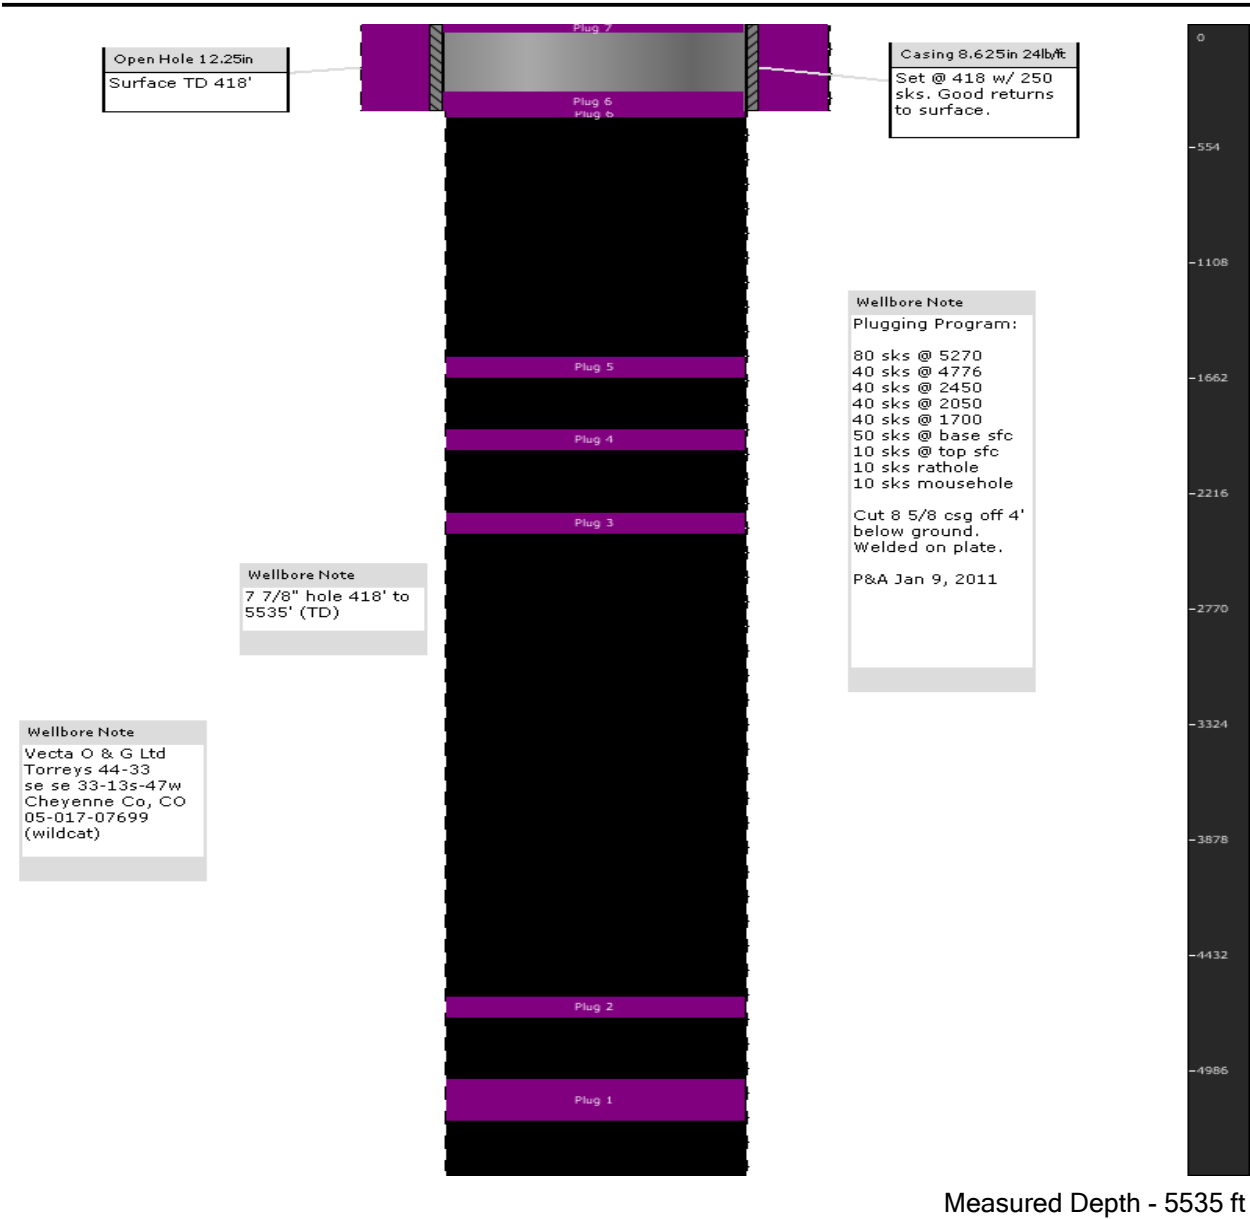 Plug 7
Open Hole 12.25in
Surface TD 418'
Casing 8.625in 24lb/ft
Set @ 418 w/ 250
sks. Good returns
to surface.
Plug 6
Plug 6
Wellbore Note
Plugging Program:
80 sks @ 5270
40 sks @ 4776
40 sks @ 2450
40 sks @ 2050
40 sks @ 1700
50 sks @ base sfc
10 sks @ top sfc
10 sks rathole
10 sks mousehole
Cut 8 5/8 csg off 4'
below ground.
Welded on plate.
P&A Jan 9, 2011
Plug 5
Plug 4
Plug 3
Wellbore Note
7 7/8" hole 418' to
5535' (TD)
Wellbore Note
Vecta O & G Ltd
Torreys 44-33
se se 33-13s-47w
Cheyenne Co, CO
05-017-07699
(wildcat)
Plug 2
Plug 1
0
-554
-1108
-1662
-2216
-2770
-3324
-3878
-4432
-4986
Measured Depth - 5535 ft